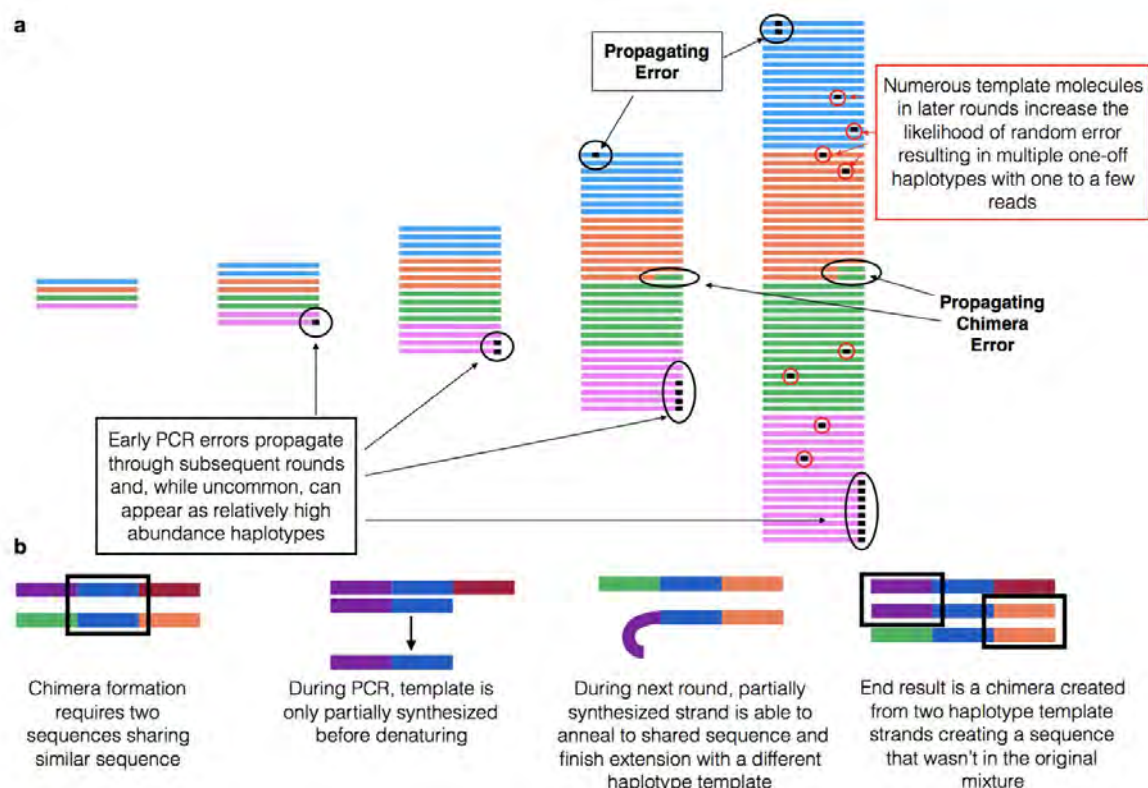 a
Propagating
Error
Numerous template molecules
in later rounds increase the
likelihood of random error
resulting in multiple one-off
haplotypes with one to a few
reads
Propagating
Chimera
Error
Early PCR errors propagate
through subsequent rounds
and, while uncommon, can
appear as relatively high
abundance haplotypes
b
Chimera formation
requires two
sequences sharing
similar sequence
During PCR, template is
only partially synthesized
before denaturing
During next round, partially
synthesized strand is able to
anneal to shared sequence and
finish extension with a different
haplotype template
End result is a chimera created
from two haplotype template
strands creating a sequence
that wasn't in the original
mixture